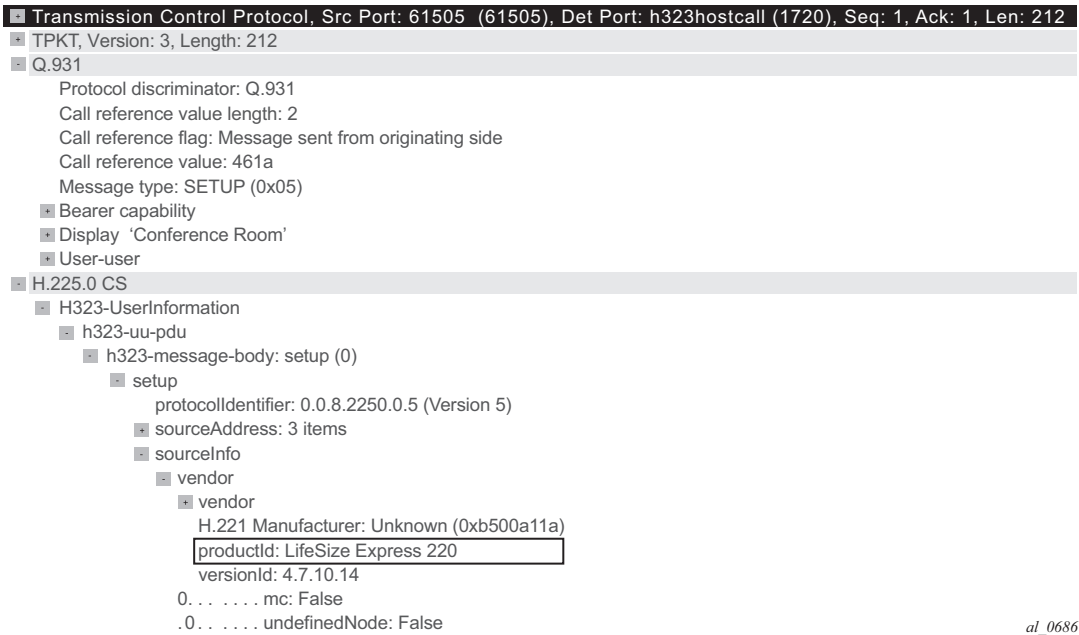 Transmission Control Protocol, Src Port: 61505 (61505), Det Port: h323hostcall (1720), Seq: 1, Ack: 1, Len: 212
TPKT, Version: 3, Length: 212
Q.931
Protocol discriminator: Q.931
Call reference value length: 2
Call reference flag: Message sent from originating side
Call reference value: 461a
Message type: SETUP (0x05)
Bearer capability
Display ‘Conference Room’
User-user
H.225.0 CS
H323-UserInformation
h323-uu-pdu
h323-message-body: setup (0)
setup
protocolIdentifier: 0.0.8.2250.0.5 (Version 5)
sourceAddress: 3 items
sourceInfo
vendor
vendor
H.221 Manufacturer: Unknown (0xb500a11a)
productId: LifeSize Express 220
versionId: 4.7.10.14
0. . . . . . . mc: False
. 0 . . . . . . undefinedNode: False
al_0686